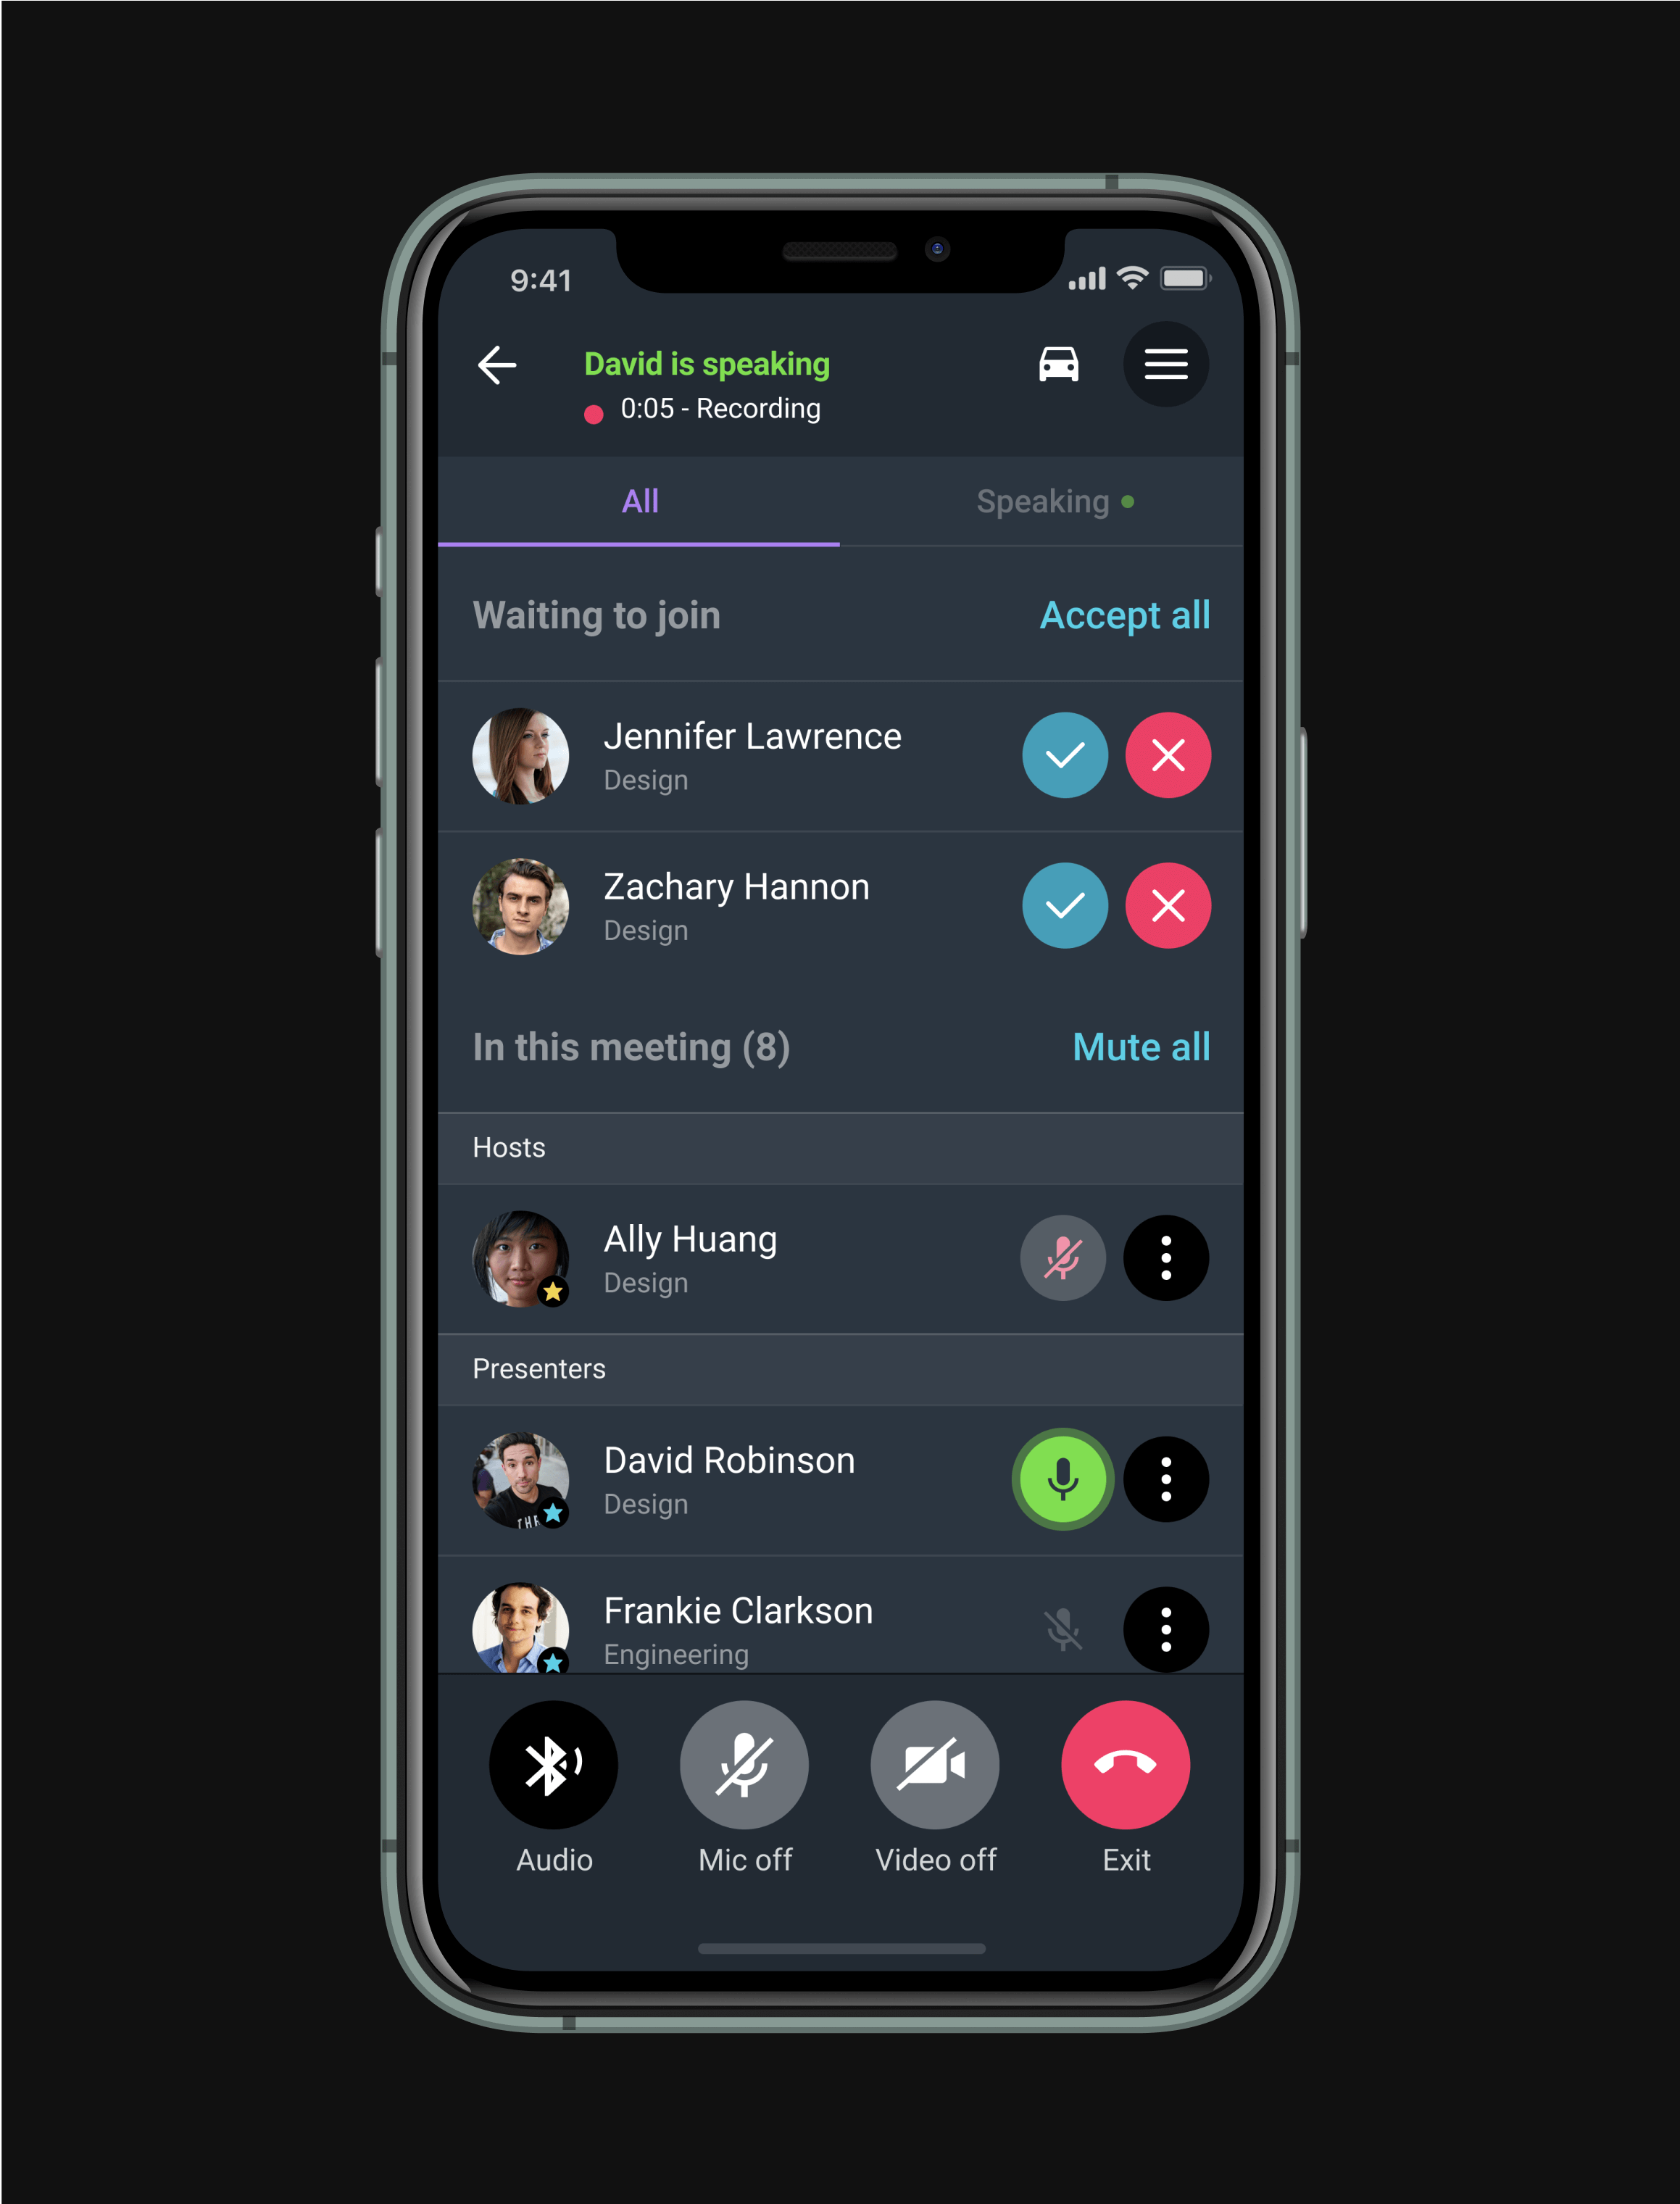 9:41
David is speaking
0:05 - Recording
All
Speaking
Waiting to join
Accept all
Jennifer Lawrence
Design
Zachary Hannon
Design
In this meeting (8)
Mute all
Hosts
Ally Huang
Design
Presenters
David Robinson
Design
THR
Frankie Clarkson
Engineering
Audio
Mic off
Video off
Exit